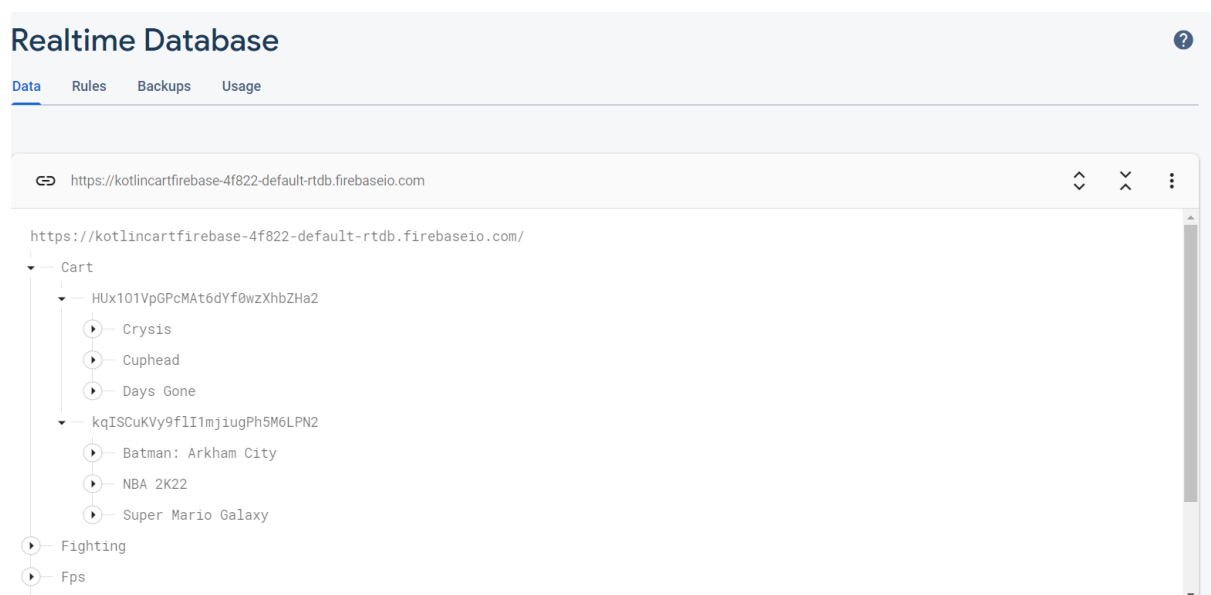 Realtime Database
?
Data Rules Backups Usage
https://kotlincartfirebase-4f822-default-rtdb.firebaseio.com
https://kotlincartfirebase-4f822-default-rtdb.firebaseio.com/
Cart
HUx1O1VpGPcMAt6dYf0wzXhbZHa2
Crysis
Cuphead
Days Gone
kqISCuKVy9flI1mjiugPh5M6LPN2
Batman: Arkham City
NBA 2K22
Super Mario Galaxy
Fighting
Fps